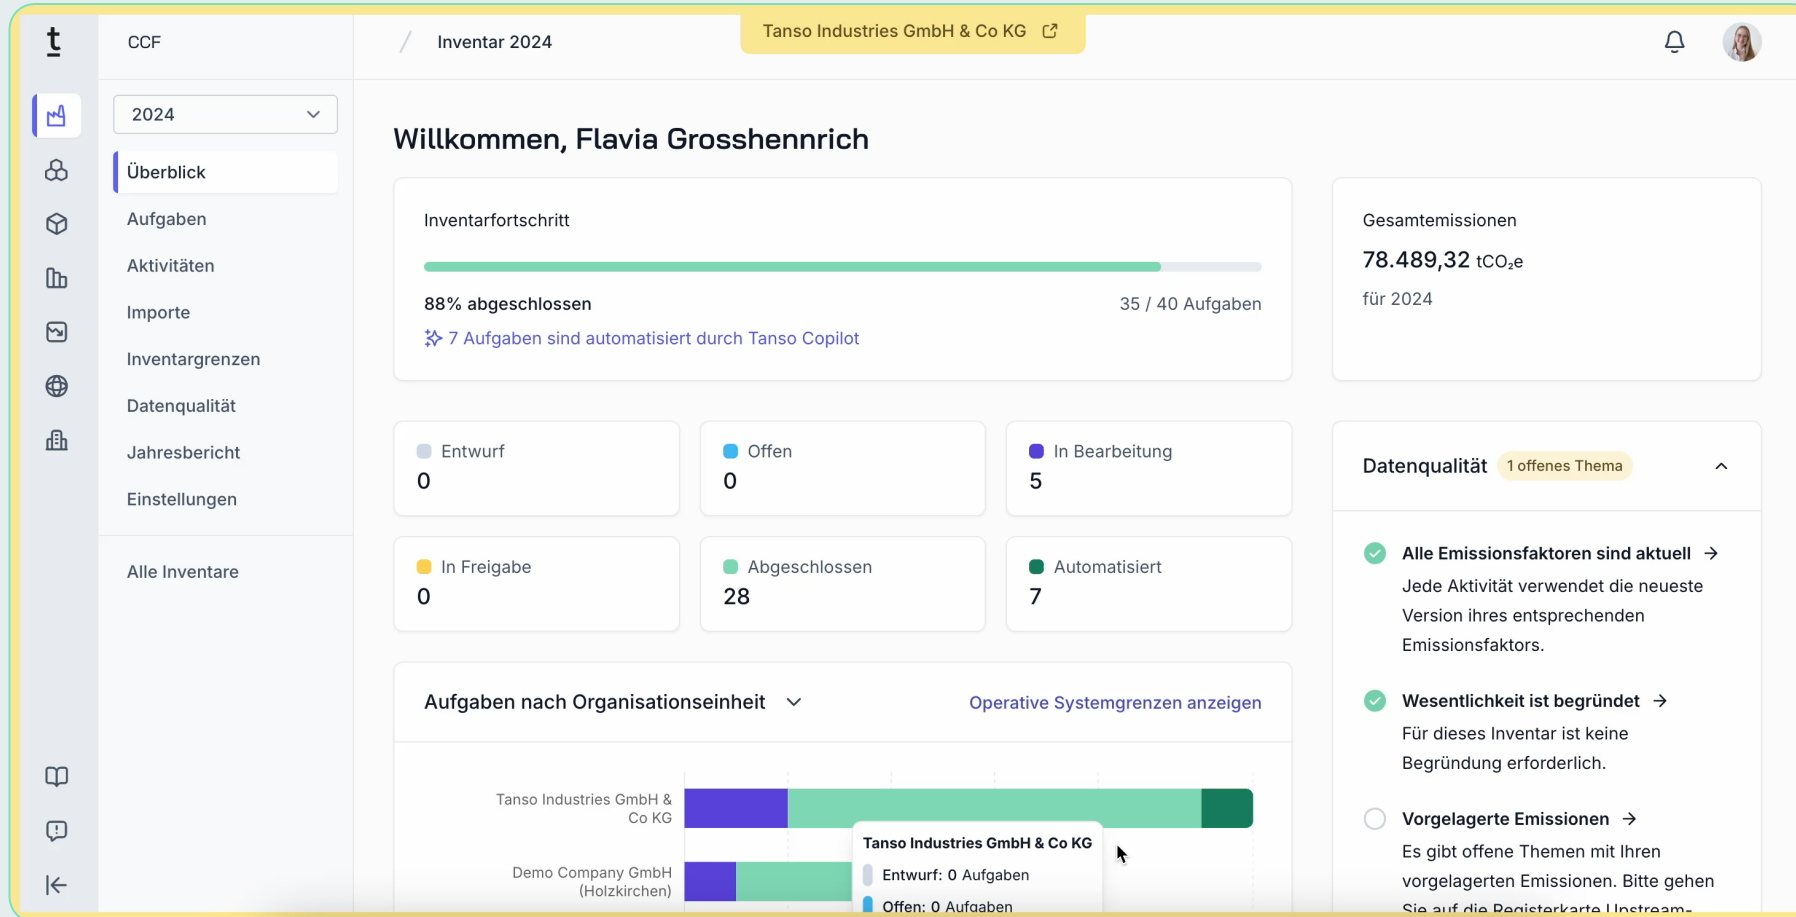 t
CCF
Inventar 2024
Tanso Industries GmbH & Co KG
2024
Überblick
Aufgaben
Aktivitäten
Importe
Inventargrenzen
Datenqualität
Jahresbericht
Einstellungen
Alle Inventare
Willkommen, Flavia Grosshennrich
Inventarfortschritt
88% abgeschlossen
35 / 40 Aufgaben
7 Aufgaben sind automatisiert durch Tanso Copilot
Gesamtemissionen
78.489,32 tCO₂e
für 2024
Entwurf
0
Offen
0
In Bearbeitung
5
In Freigabe
0
Abgeschlossen
28
Automatisiert
7
Aufgaben nach Organisationseinheit
Operative Systemgrenzen anzeigen
Tanso Industries GmbH &
Co KG
Demo Company GmbH
(Holzkirchen)
Tanso Industries GmbH & Co KG
Entwurf: 0 Aufgaben
Offen: 0 Aufgaben
Datenqualität
1 offenes Thema
Alle Emissionsfaktoren sind aktuell
Jede Aktivität verwendet die neueste
Version ihres entsprechenden
Emissionsfaktors.
Wesentlichkeit ist begründet
Für dieses Inventar ist keine
Begründung erforderlich.
Vorgelagerte Emissionen
Es gibt offene Themen mit Ihren
vorgelagerten Emissionen. Bitte gehen
Sie auf die Registerkarte Upstream-